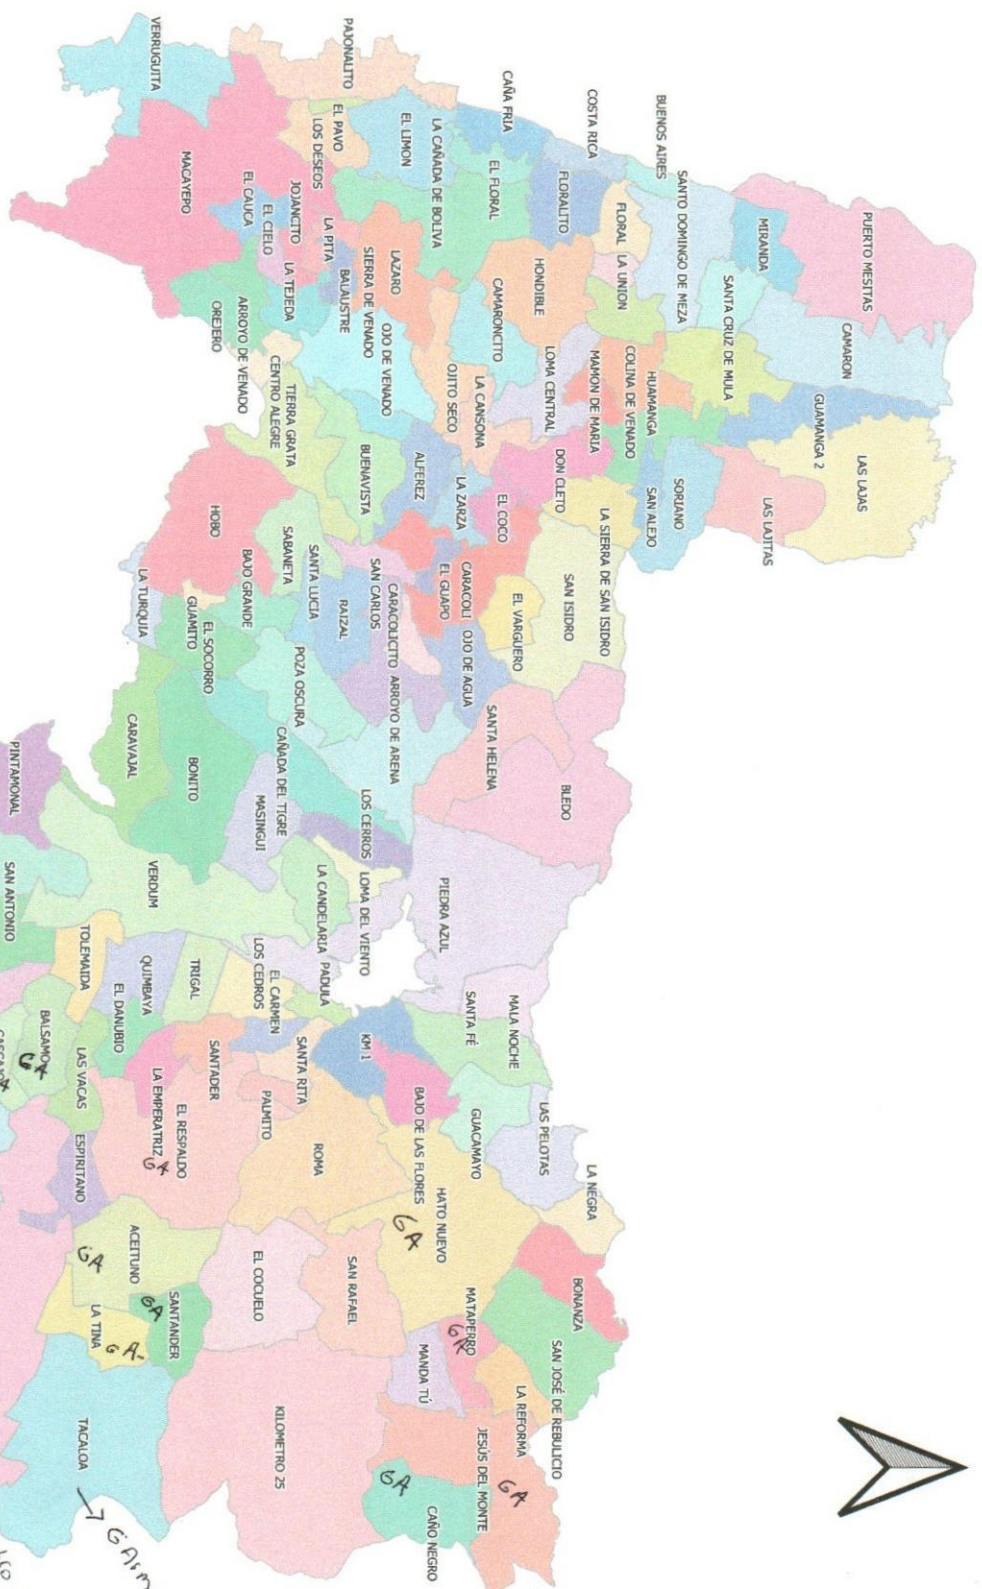 VERRUGUITA
PAJONALITO
CAÑA FRIA
COSTA RICA
BUENOS AIRES
SANTO DOMINGO DE MEZA
MIRANDA
PUERTO MESITAS
EL PAVO
LOS DESEOS
EL LIMON
LA CAÑADA DE BOLIVA
EL FLORAL
FLORALITO
FLORAL
LA UNION
SANTA CRUZ DE MULA
CAMARON
MACAYEPO
EL CAUCA
EL CIELO
JOJANCITO
LA PITA
LA TEJEDA
BALAUSTRE
SIERRA DE VENADO
LAZARO
CAMARONCITO
HONDIBLE
GUAMANGA 2
LAS LAJAS
OREJERO
ARROYO DE VENADO
CENTRO ALEGRE
TIERRA GRATA
OJO DE VENADO
OJITO SECO
LA CANSONA
LOMA CENTRAL
MAMON DE MARIA
COLINA DE VENADO
HUAMANGA
HOBO
BUENAVISTA
ALFEREZ
LA ZARZA
EL COCO
DON CLETO
LA SIERRA DE SAN ISIDRO
SAN ALEJO
SORIANO
LAS LAJITAS
LA TURQUIA
GUAMITO
BAJO GRANDE
SABANETA
SANTA LUCIA
RAIZAL
SAN CARLOS
CARACOLICITO
EL GUAPO
CARACOLI
EL VARGUERO
SAN ISIDRO
EL SOCORRO
POZA OSCURA
ARROYO DE ARENA
OJO DE AGUA
SANTA HELENA
BLEDO
PINTAMONAL
CARAVAJAL
BONITO
CAÑADA DEL TIGRE
MASINGUI
LOS CERROS
SAN ANTONIO
VERDUM
LA CANDELARIA
LOMA DEL VIENTO
PIEDRA AZUL
TOLEMAIDA
QUIMBAYA
TRIGAL
LOS CEDROS
EL CARMEN
PADULA
SANTA FÉ
MALA NOCHE
BALSAMO
GA
LAS VACAS
EL DANUBIO
LA EMPERATRIZ
SANTADER
SANTA RITA
KM 1
BAJO DE LAS FLORES
GUACAMAYO
LAS PELOTAS
ESPIRITANO
EL RESPALDO
GA
PALMITO
ROMA
HATO NUEVO
GA
LA NEGRA
ACEITUNO
GA
SANTANDER
GA
EL COCUELO
SAN RAFAEL
MATAPERRO
GA
BONANZA
LA TINA
GA-
MANDA TÚ
LA REFORMA
SAN JOSÉ DE REBULICIO
TACALOA
KILOMETRO 25
CAÑO NEGRO
GA
JESÚS DEL MONTE
GA